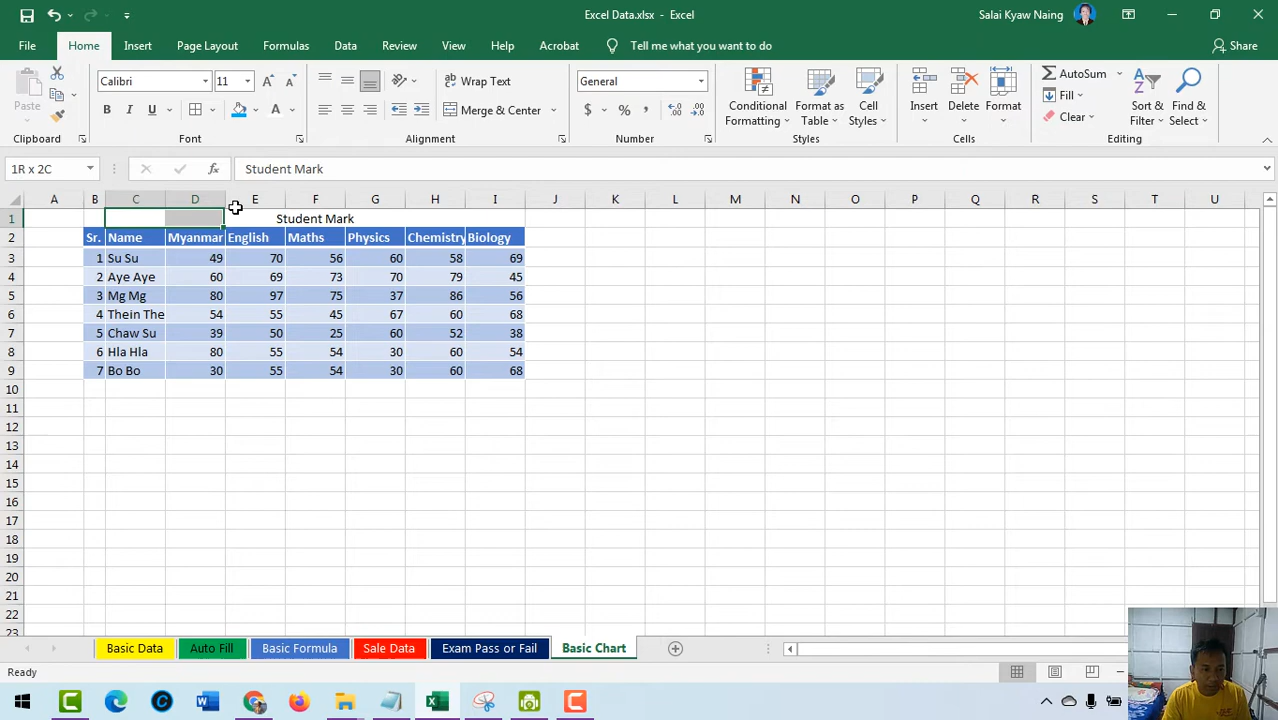 Excel Data.xlsx - Excel
Salai Kyaw Naing
File Home Insert Page Layout Formulas Data Review View Help Acrobat Tell me what you want to do Share
Calibri 11 Wrap Text General AutoSum
Paste Conditional Format as Cell Insert Delete Format Fill Sort & Find &
B I U A Merge & Center $ % , Formatting Table Styles Clear Filter Select
Clipboard Font Alignment Number Styles Cells Editing
1R x 2C fx Student Mark
A B C D E F G H I J K L M N O P Q R S T U
1 Student Mark
2 Sr. Name Myanmar English Maths Physics Chemistry Biology
3 1 Su Su 49 70 56 60 58 69
4 2 Aye Aye 60 69 73 70 79 45
5 3 Mg Mg 80 97 75 37 86 56
6 4 Thein The 54 55 45 67 60 68
7 5 Chaw Su 39 50 25 60 52 38
8 6 Hla Hla 80 55 54 30 60 54
9 7 Bo Bo 30 55 54 30 60 68
10
11
12
13
14
15
16
17
18
19
20
21
22
23
Basic Data Auto Fill Basic Formula Sale Data Exam Pass or Fail Basic Chart
Ready